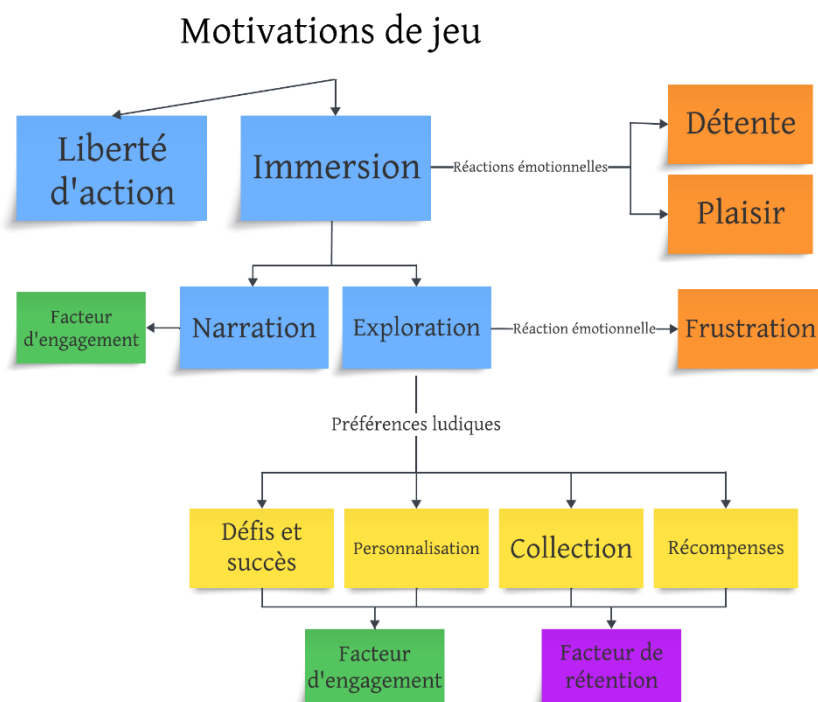 Motivations de jeu
Liberté
d'action
Immersion
Réactions émotionnelles
Détente
Plaisir
Facteur
d'engagement
Narration
Exploration
Réaction émotionnelle
Frustration
Préférences ludiques
Défis et
succès
Personnalisation
Collection
Récompenses
Facteur
d'engagement
Facteur de
rétention